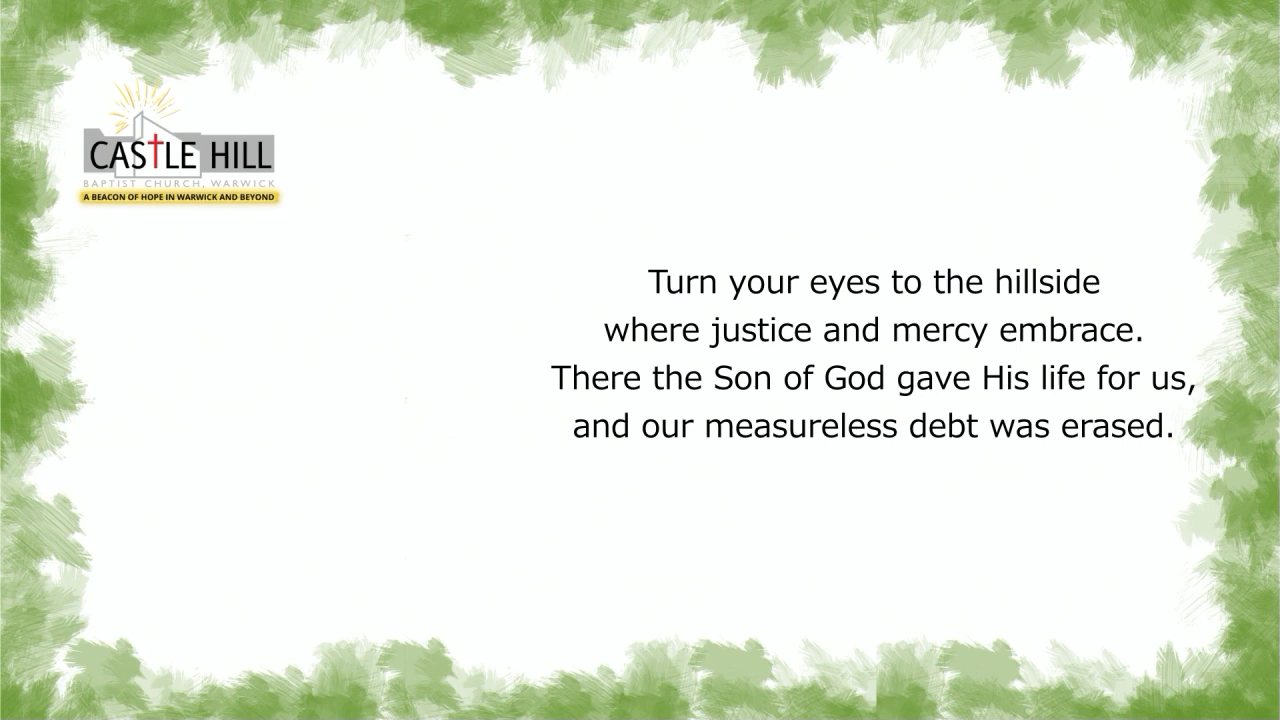 CASTLE HILL
BAPTIST CHURCH, WARWICK
A BEACON OF HOPE IN WARWICK AND BEYOND
Turn your eyes to the hillside
where justice and mercy embrace.
There the Son of God gave His life for us,
and our measureless debt was erased.